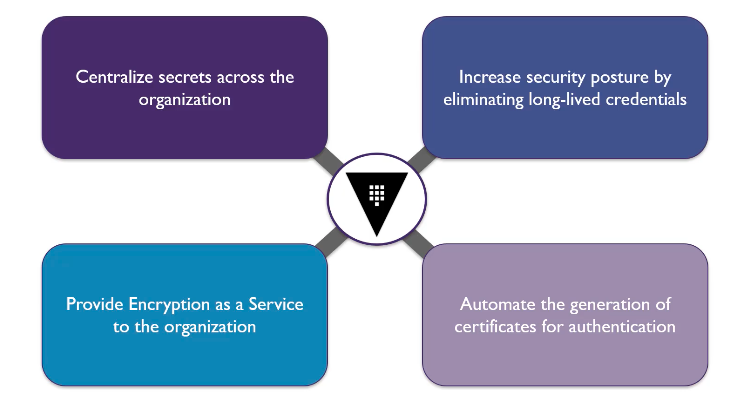 Centralize secrets across the
organization
Increase security posture by
eliminating long-lived credentials
Provide Encryption as a Service
to the organization
Automate the generation of
certificates for authentication